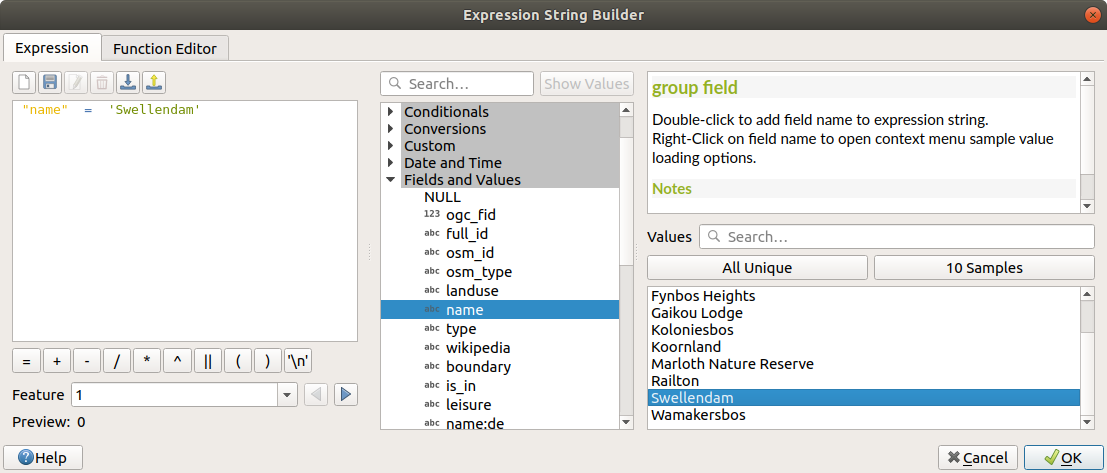 Expression String Builder
Expression
Function Editor
"name"  =  'Swellendam'
= + - / * ^ || ( ) '\n'
Feature 1
Preview: 0
Search...
Show Values
Conditionals
Conversions
Custom
Date and Time
Fields and Values
NULL
123 ogc_fid
abc full_id
abc osm_id
abc osm_type
abc landuse
abc name
abc type
abc wikipedia
abc boundary
abc is_in
abc leisure
abc name:de
group field
Double-click to add field name to expression string.
Right-Click on field name to open context menu sample value
loading options.
Notes
Values Search...
All Unique
10 Samples
Fynbos Heights
Gaikou Lodge
Koloniesbos
Koornland
Marloth Nature Reserve
Railton
Swellendam
Wamakersbos
Help
Cancel
OK